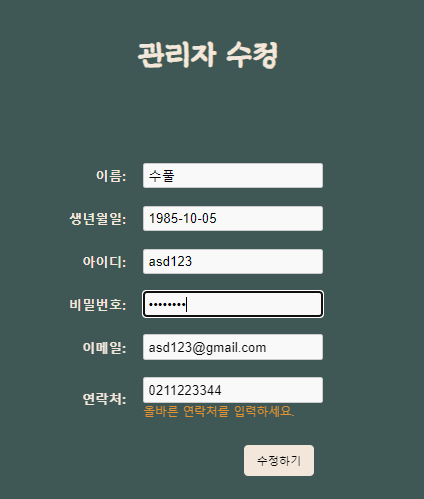 관리자 수정
이름: 수풀
생년월일: 1985-10-05
아이디: asd123
비밀번호: ••••••••
이메일: asd123@gmail.com
연락처: 0211223344
올바른 연락처를 입력하세요.
수정하기